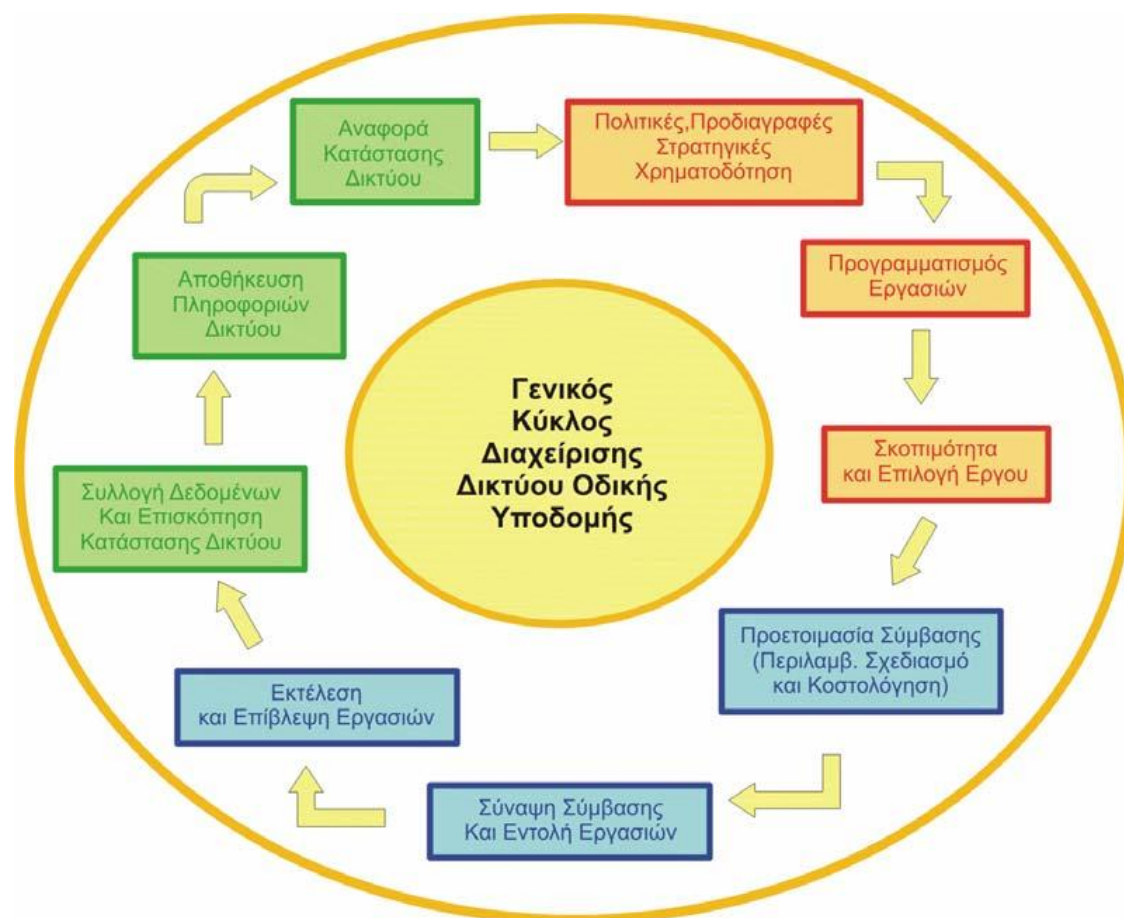 Αναφορά
Κατάστασης
Δικτύου
Πολιτικές,Προδιαγραφές
Στρατηγικές
Χρηματοδότηση
Προγραμματισμός
Εργασιών
Σκοπιμότητα
και Επιλογή Εργου
Προετοιμασία Σύμβασης
(Περιλαμβ. Σχεδιασμό
και Κοστολόγηση)
Σύναψη Σύμβασης
Και Εντολή Εργασιών
Εκτέλεση
και Επίβλεψη Εργασιών
Συλλογή Δεδομένων
Και Επισκόπηση
Κατάστασης Δικτύου
Αποθήκευση
Πληροφοριών
Δικτύου
Γενικός
Κύκλος
Διαχείρισης
Δικτύου Οδικής
Υποδομής